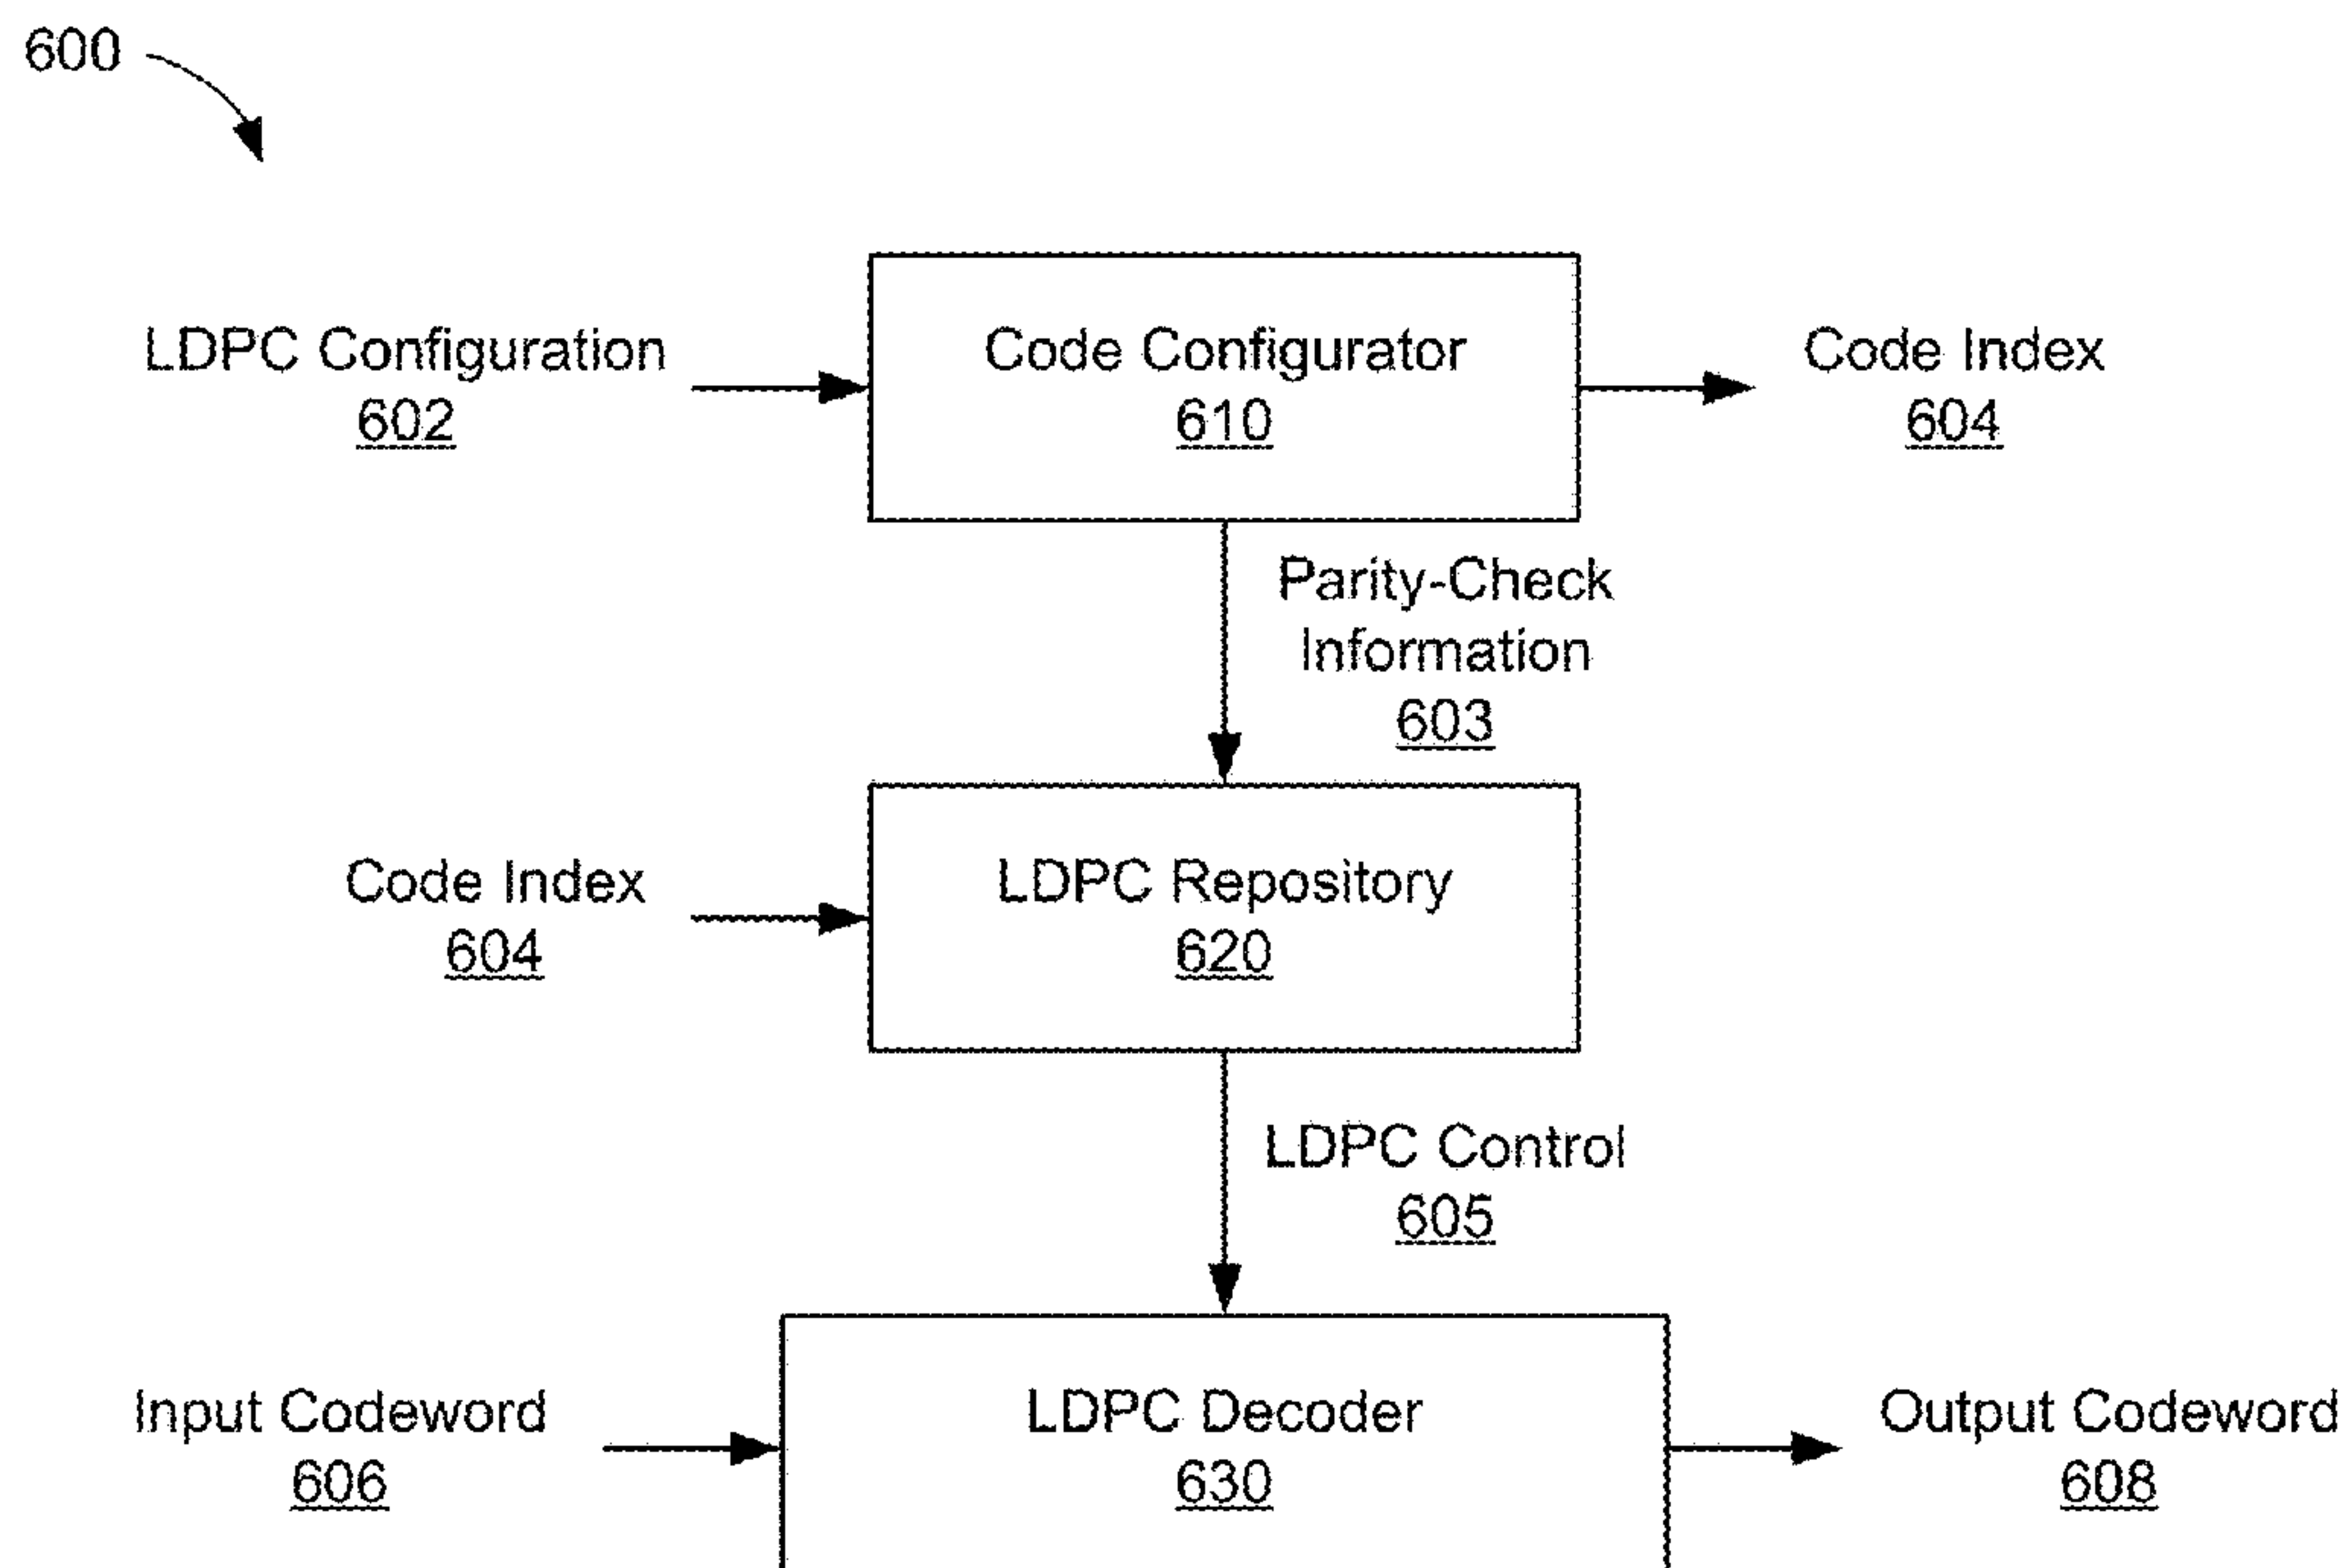 600
LDPC Configuration
602
Code Configurator
610
Code Index
604
Parity-Check
Information
603
Code Index
604
LDPC Repository
620
LDPC Control
605
Input Codeword
606
LDPC Decoder
630
Output Codeword
608